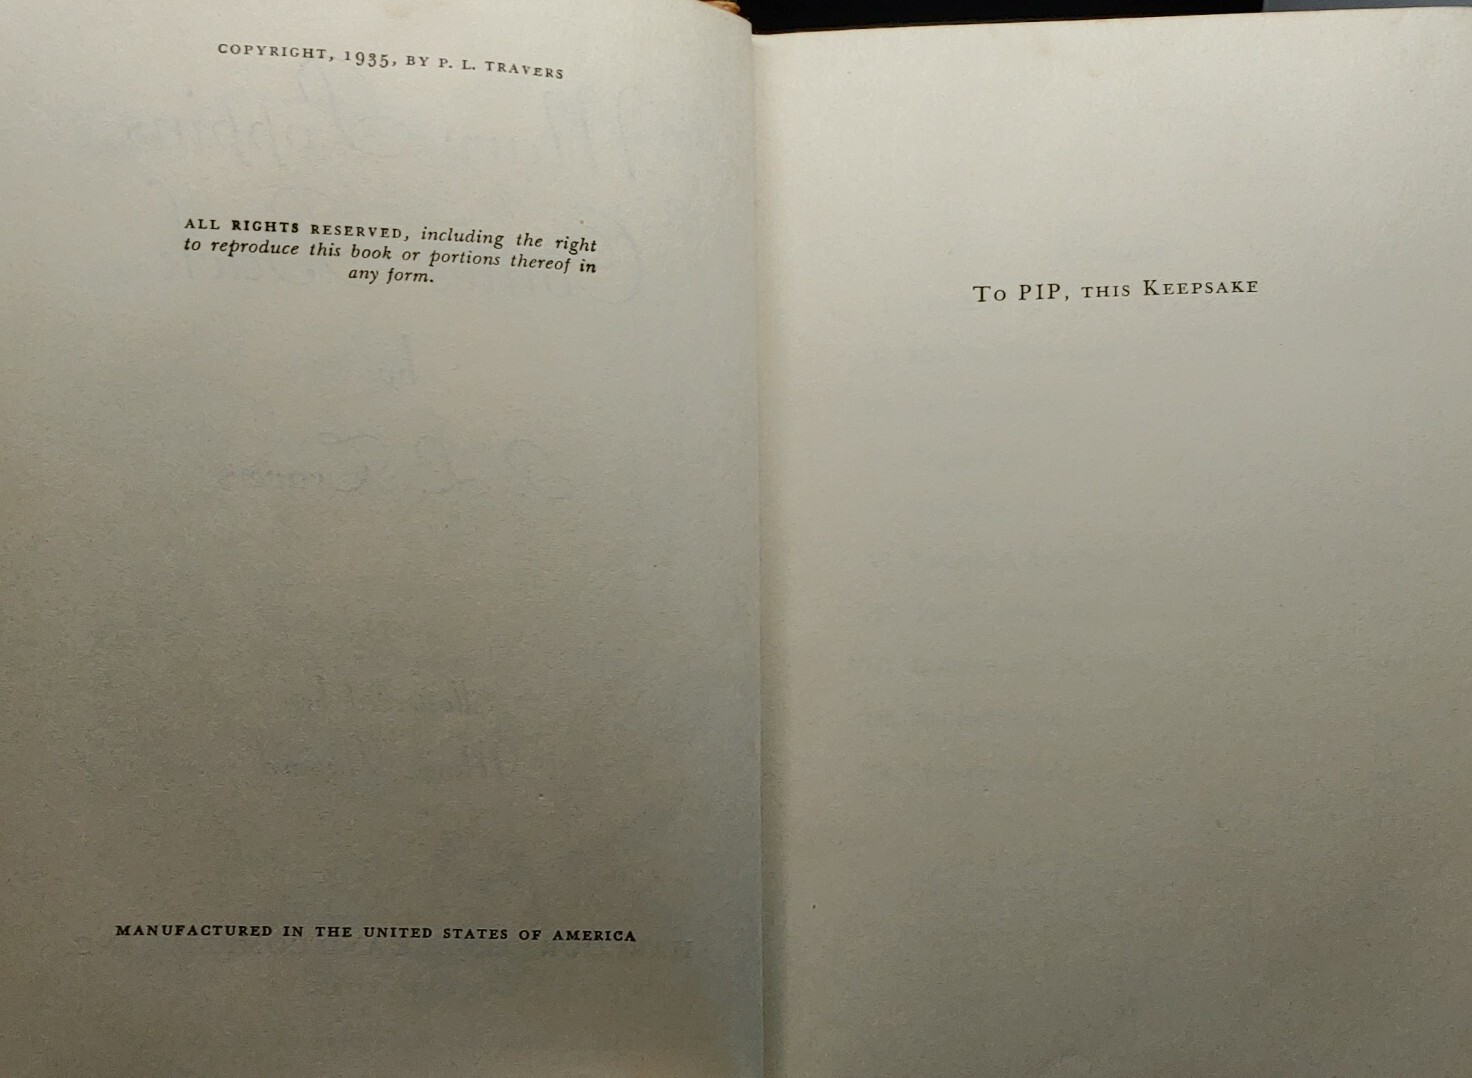 COPYRIGHT, 1935, BY P. L. TRAVERS
ALL RIGHTS RESERVED, including the right
to reproduce this book or portions thereof in
any form.
MANUFACTURED IN THE UNITED STATES OF AMERICA
TO PIP, THIS KEEPSAKE